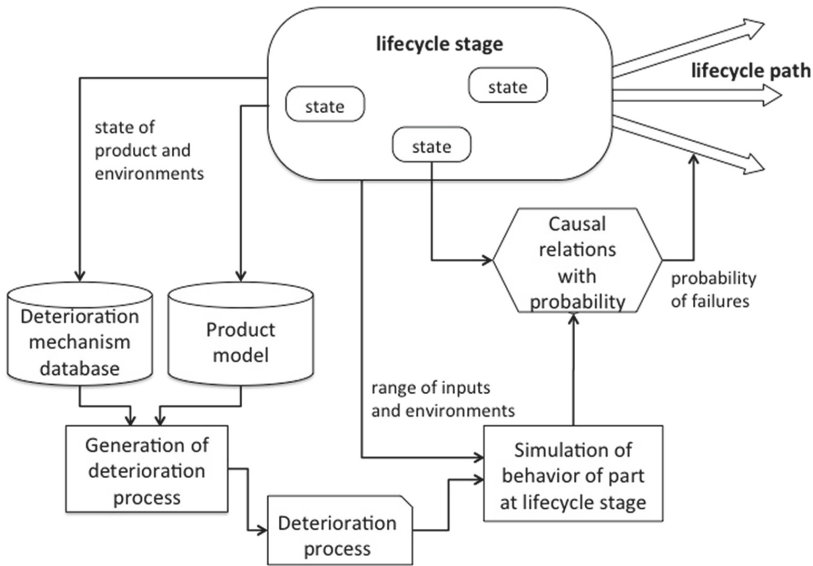 lifecycle stage
lifecycle path
state
state
state
state of
product and
environments
Causal
relations
with
probability
probability
of failures
Deterioration
mechanism
database
Product
model
range of inputs
and environments
Generation of
deterioration
process
Simulation of
behavior of part
at lifecycle stage
Deterioration
process